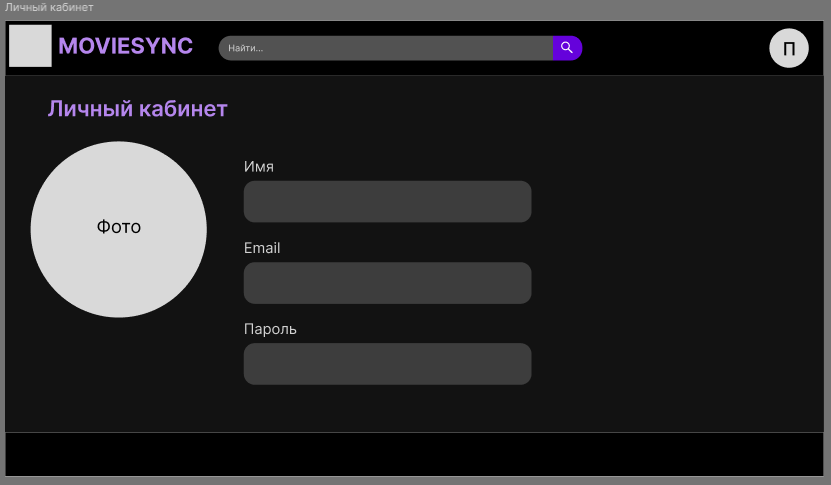 Личный кабинет
MOVIESYNC
Найти...
П
Личный кабинет
Фото
Имя
Email
Пароль